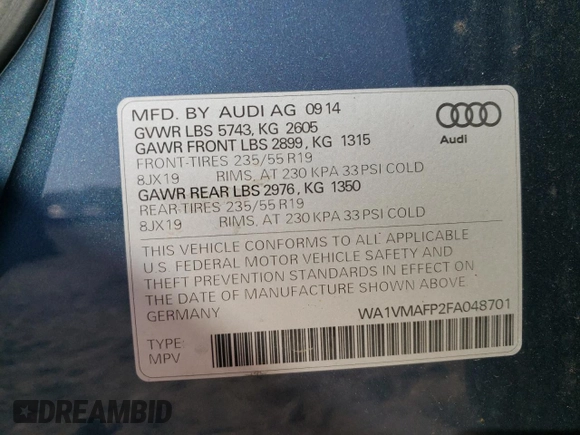 MFD. BY AUDI AG 09 14
GVWR LBS 5743, KG 2605
GAWR FRONT LBS 2899, KG 1315
FRONT-TIRES 235/55 R19
8JX19 RIMS, AT 230 KPA 33 PSI COLD
GAWR REAR LBS 2976, KG 1350
REAR-TIRES 235/55 R19
8JX19 RIMS, AT 230 KPA 33 PSI COLD
Audi
THIS VEHICLE CONFORMS TO ALL APPLICABLE
U.S. FEDERAL MOTOR VEHICLE SAFETY AND
THEFT PREVENTION STANDARDS IN EFFECT ON
THE DATE OF MANUFACTURE SHOWN ABOVE
GERMANY WA1VMAFP2FA048701
TYPE:
MPV
DREAMBID